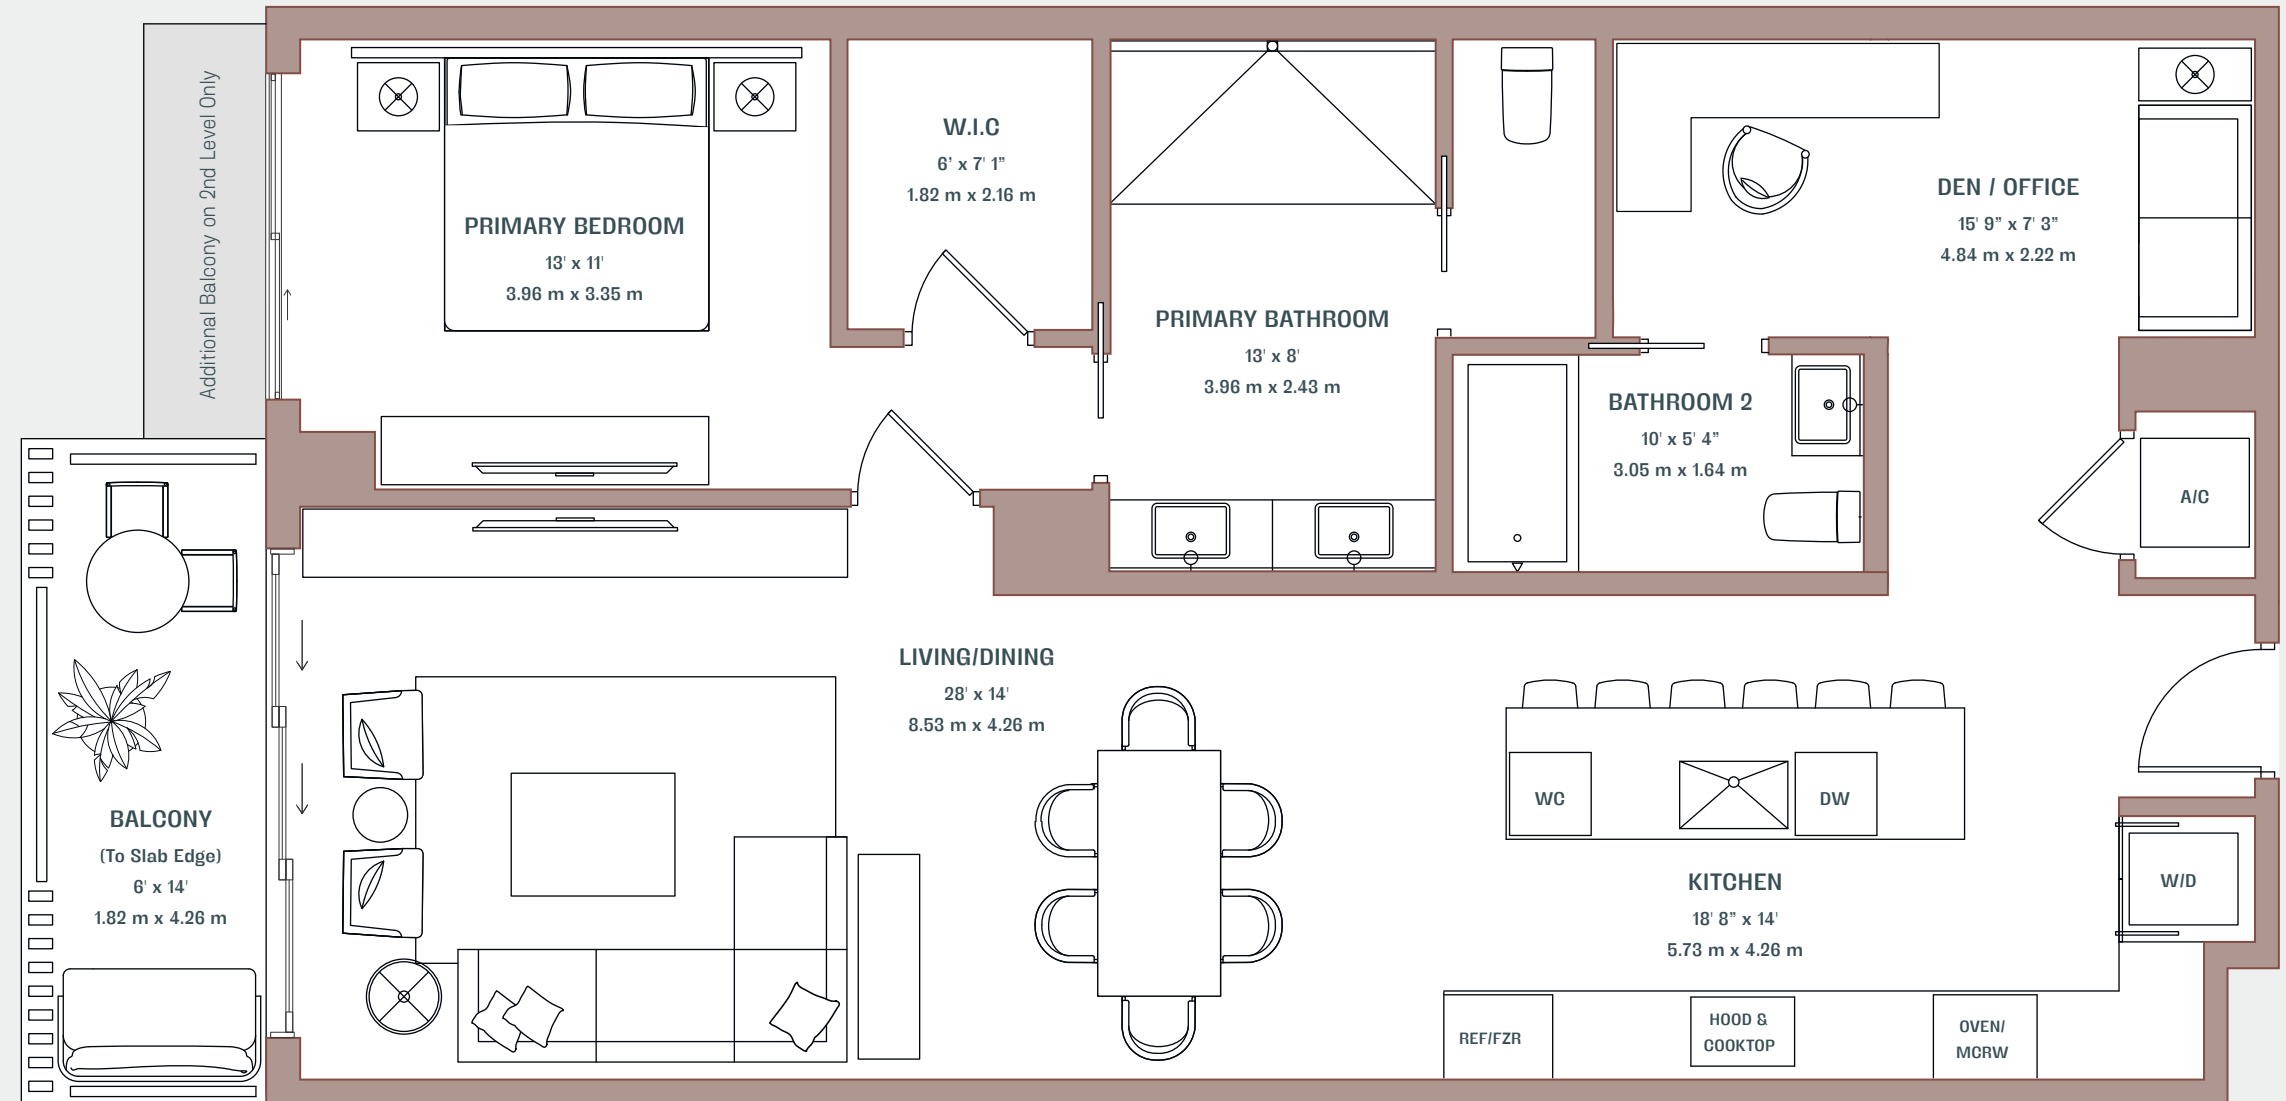 Additional Balcony on 2nd Level Only
PRIMARY BEDROOM
13' x 11'
3.96 m x 3.35 m
W.I.C
6' x 7' 1”
1.82 m x 2.16 m
PRIMARY BATHROOM
13' x 8'
3.96 m x 2.43 m
DEN / OFFICE
15' 9” x 7' 3”
4.84 m x 2.22 m
BATHROOM 2
10' x 5' 4”
3.05 m x 1.64 m
A/C
LIVING/DINING
28' x 14'
8.53 m x 4.26 m
BALCONY
(To Slab Edge)
6' x 14'
1.82 m x 4.26 m
WC
DW
KITCHEN
18' 8” x 14'
5.73 m x 4.26 m
W/D
REF/FZR
HOOD &
COOKTOP
OVEN/
MCRW